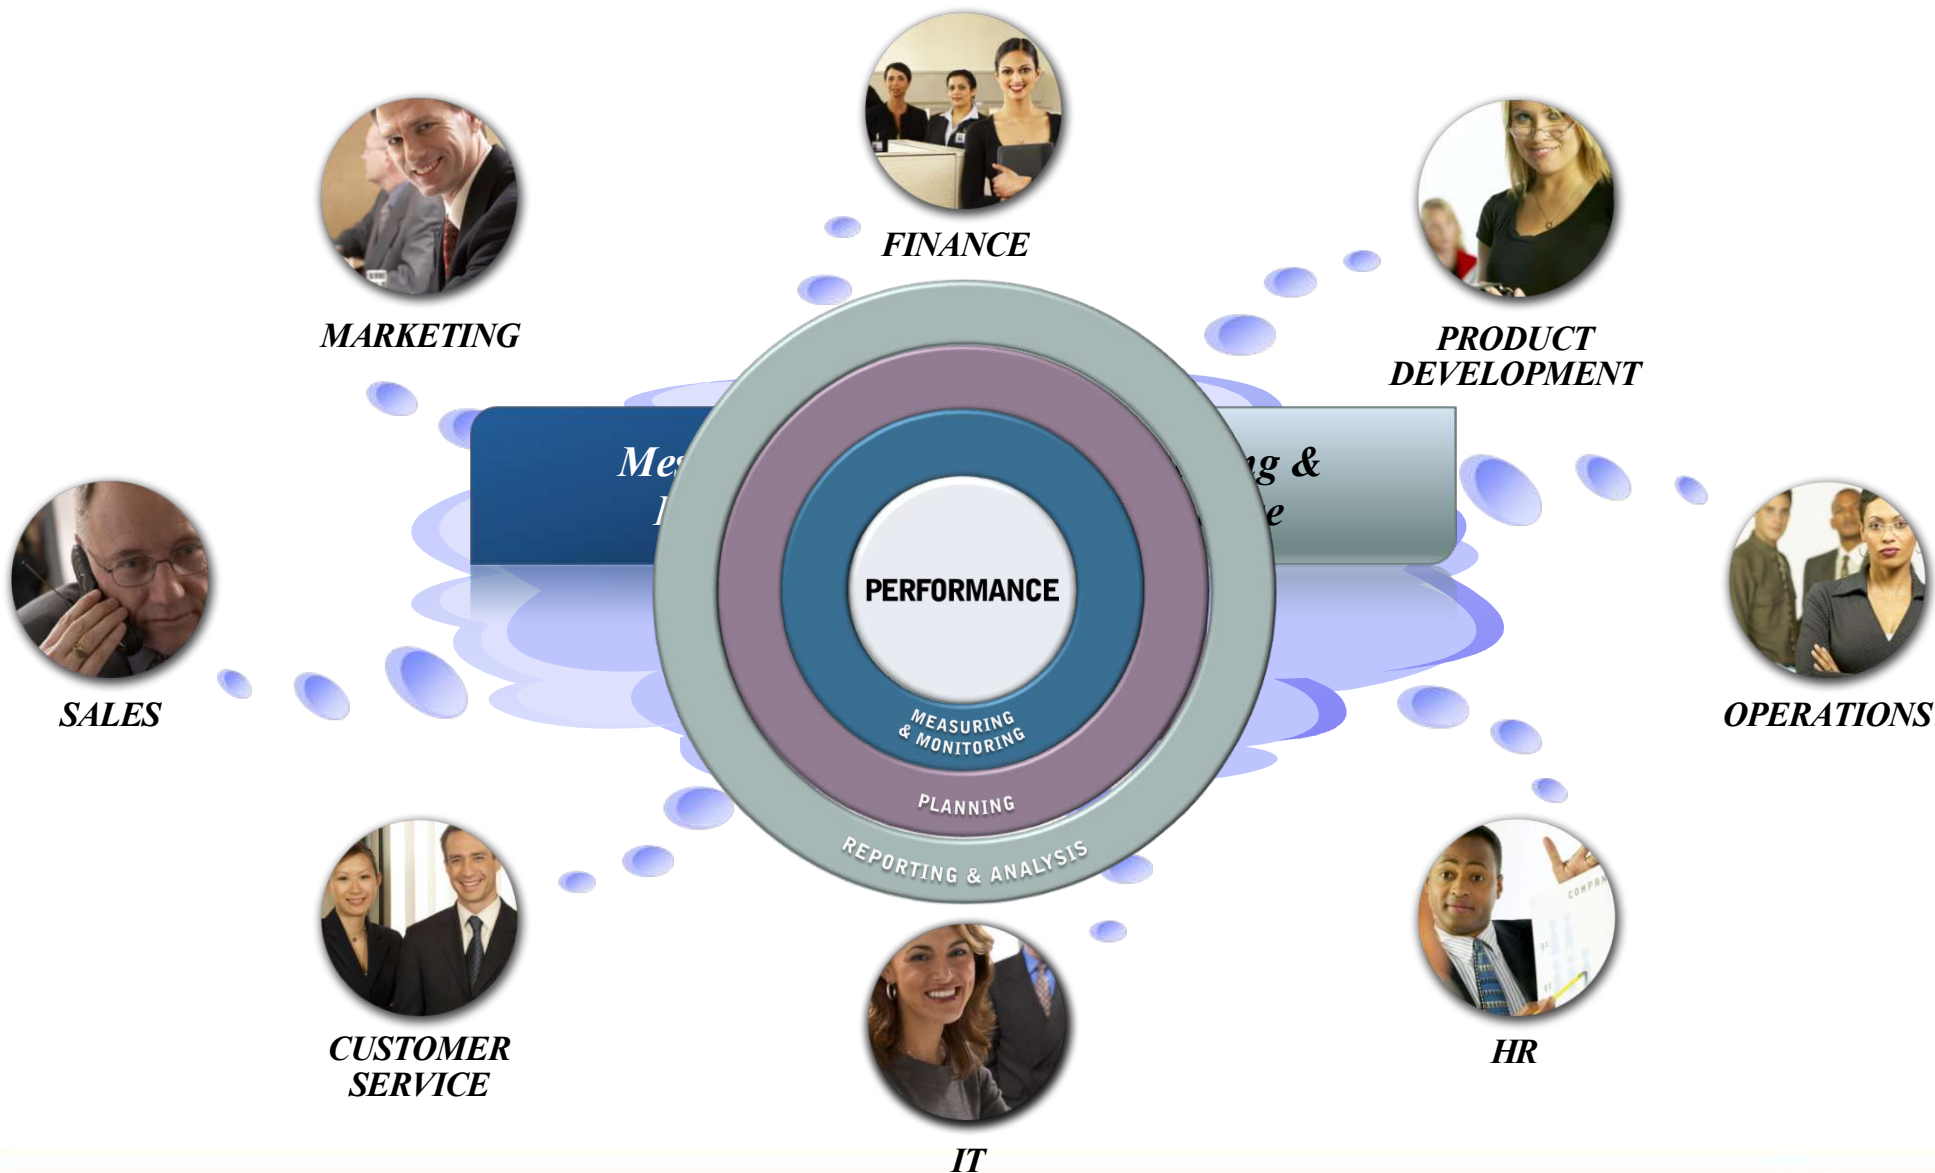 FINANCE
MARKETING
PRODUCT
DEVELOPMENT
&
PERFORMANCE
SALES
OPERATIONS
MEASURING
& MONITORING
PLANNING
REPORTING & ANALYSIS
CUSTOMER
SERVICE
HR
IT